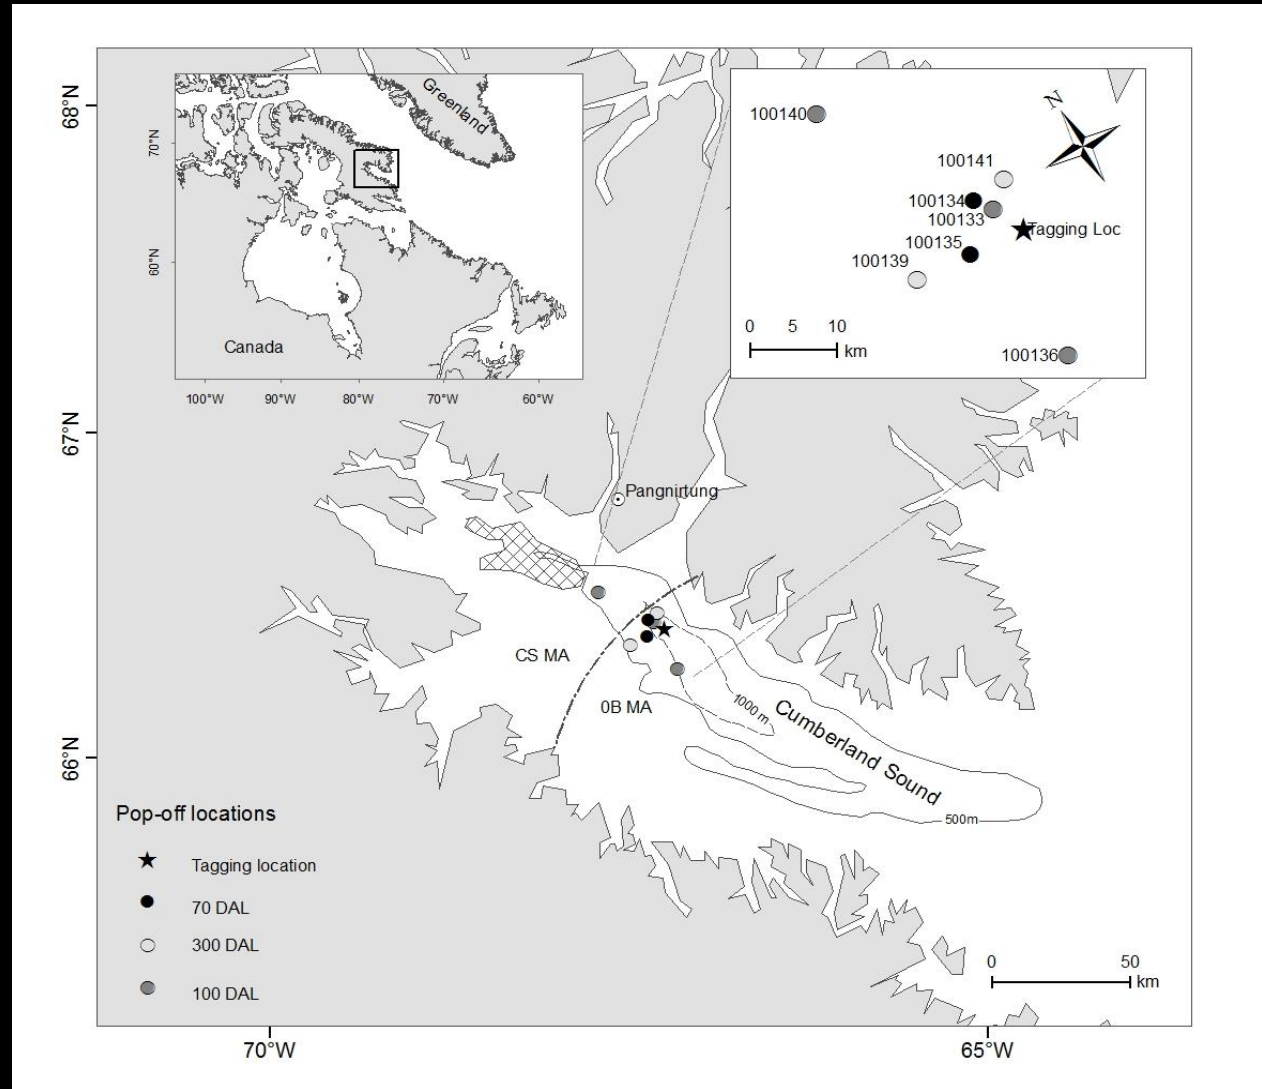 68°N
67°N
66°N
70°W
65°W
Greenland
Canada
70°N
60°N
100°W
90°W
80°W
70°W
60°W
N
100140
100141
100134
100133
Tagging Loc
100135
100139
100136
0 5 10
km
Pangnirtung
CS MA
0B MA
1000 m
Cumberland Sound
500m
Pop-off locations
Tagging location
70 DAL
300 DAL
100 DAL
0 50
km